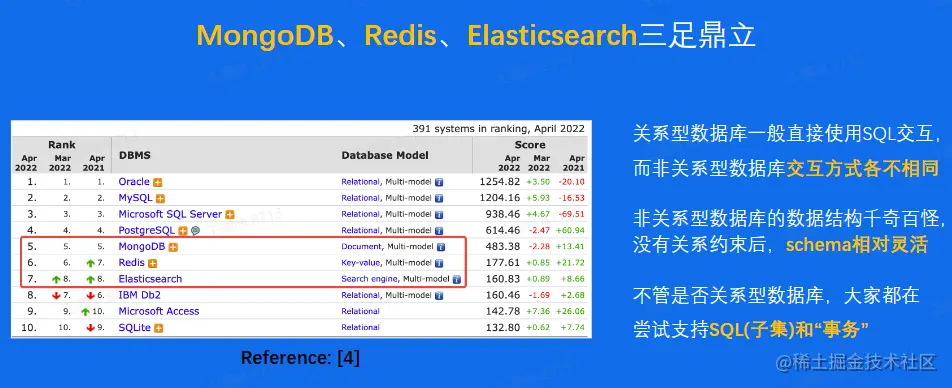 MongoDB、Redis、Elasticsearch三足鼎立
391 systems in ranking, April 2022
Rank DBMS Database Model Score
Apr 2022 Mar 2022 Apr 2021 Apr 2022 Mar 2022 Apr 2021
1. 1. 1. Oracle Relational, Multi-model 1254.82 +3.50 -20.10
2. 2. 2. MySQL Relational, Multi-model 1204.16 +5.93 -16.53
3. 3. 3. Microsoft SQL Server Relational, Multi-model 938.46 +4.67 -69.51
4. 4. 4. PostgreSQL Relational, Multi-model 614.46 -2.47 +60.94
5. 5. 5. MongoDB Document, Multi-model 483.38 -2.28 +13.41
6. 6. 7. Redis Key-value, Multi-model 177.61 +0.85 +21.72
7. 8. 8. Elasticsearch Search engine, Multi-model 160.83 +0.89 +8.66
8. 7. 6. IBM Db2 Relational, Multi-model 160.46 -1.69 +2.68
9. 9. 10. Microsoft Access Relational 142.78 +7.36 +26.06
10. 10. 9. SQLite Relational 132.80 +0.62 +7.74
Reference: [4]
关系型数据库一般直接使用SQL交互，
而非关系型数据库交互方式各不相同
非关系型数据库的数据结构千奇百怪，
没有关系约束后，schema相对灵活
不管是否关系型数据库，大家都在
尝试支持SQL(子集)和“事务”
@稀土掘金技术社区